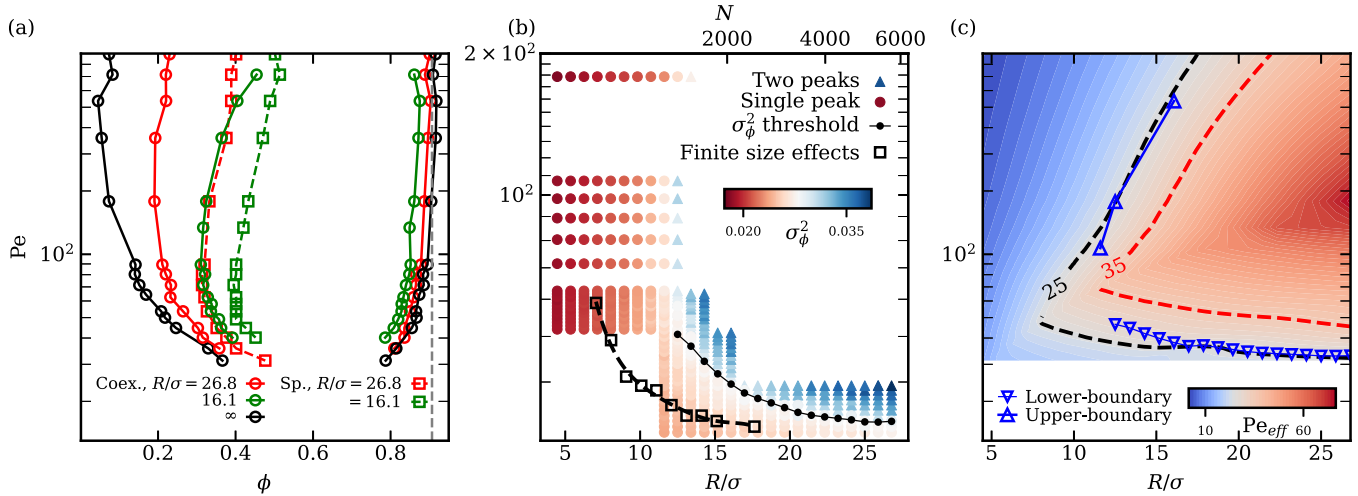 (a)
Pe
10²
Coex., R/σ = 26.8
16.1
∞
Sp., R/σ = 26.8
= 16.1
0.2 0.4 0.6 0.8
ϕ
(b)
N
2000 4000 6000
2 × 10²
10²
Two peaks
Single peak
σ²_ϕ threshold
Finite size effects
0.020 0.035
σ²_ϕ
5 10 15 20 25
R/σ
(c)
10²
25
35
Lower-boundary
Upper-boundary
10 Pe_eff 60
5 10 15 20 25
R/σ